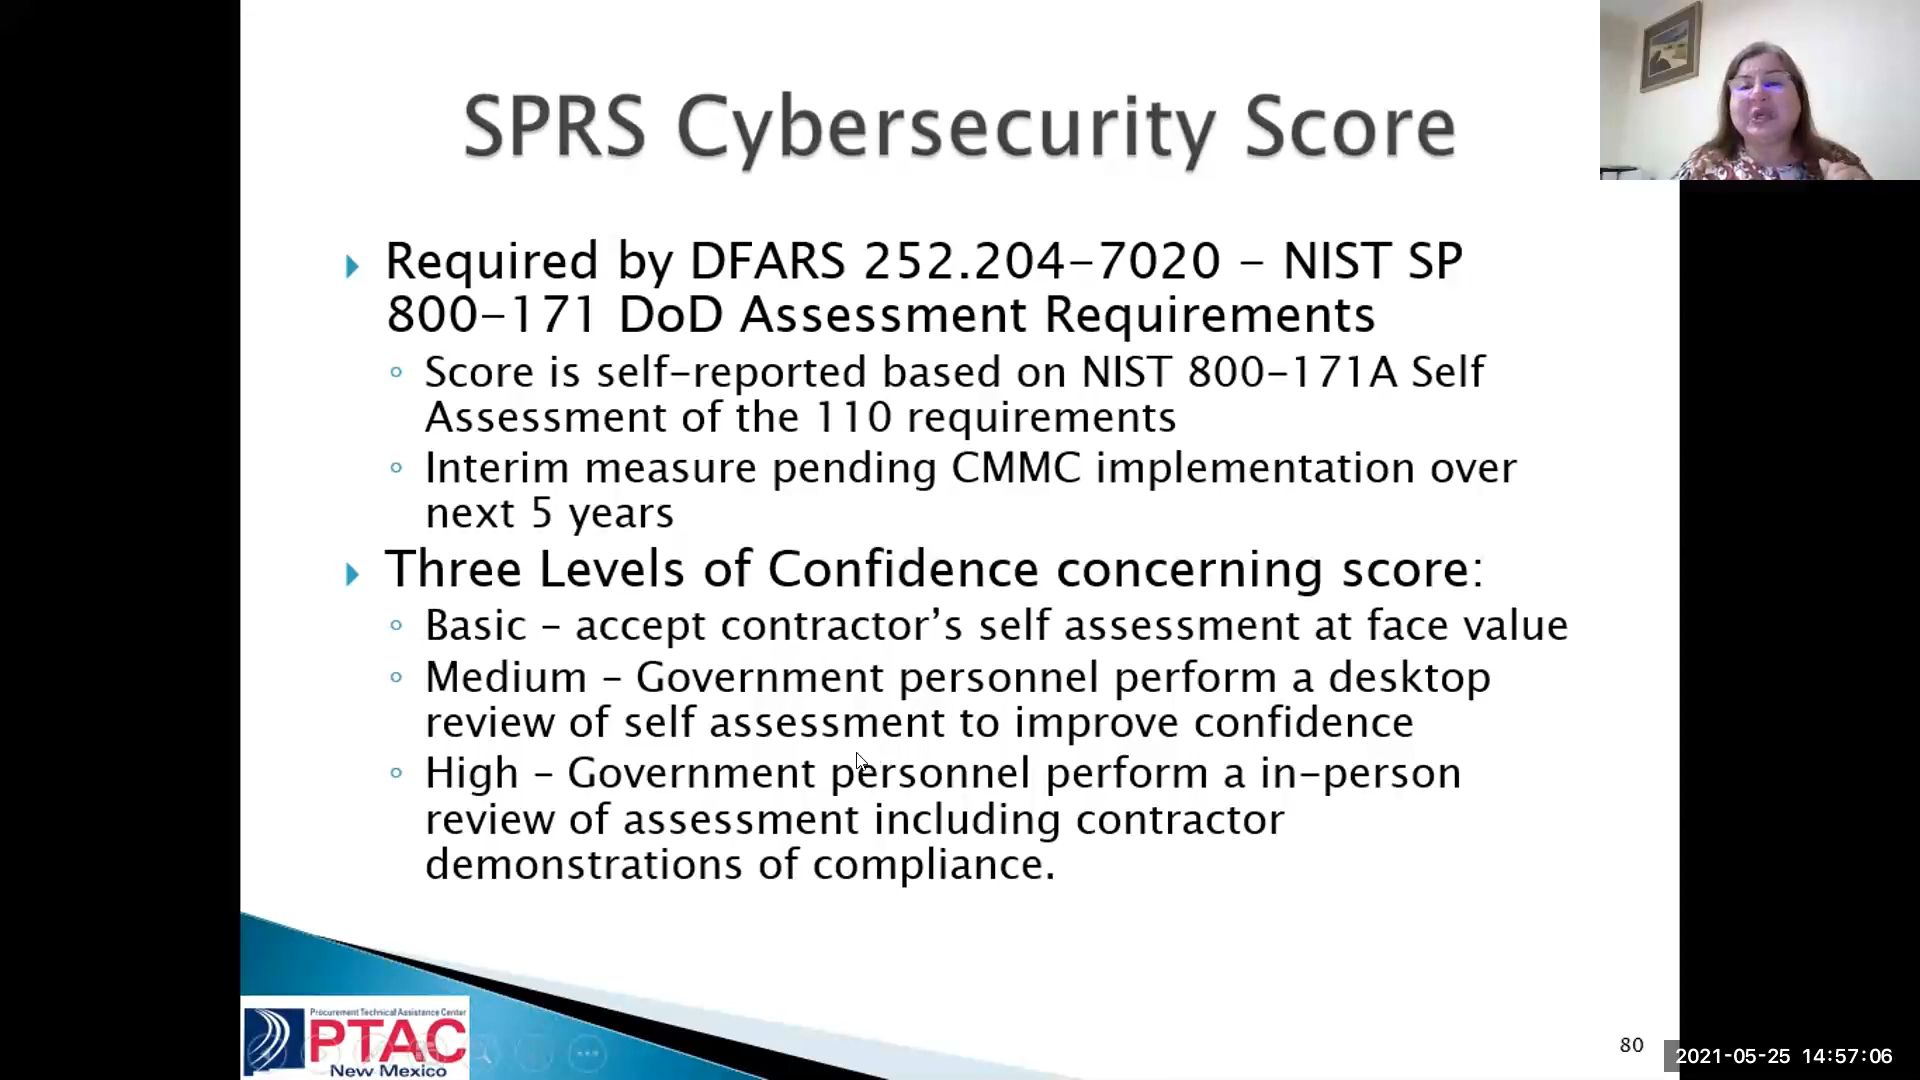 SPRS Cybersecurity Score
Required by DFARS 252.204-7020 - NIST SP
800-171 DoD Assessment Requirements
Score is self-reported based on NIST 800-171A Self
Assessment of the 110 requirements
Interim measure pending CMMC implementation over
next 5 years
Three Levels of Confidence concerning score:
Basic – accept contractor’s self assessment at face value
Medium – Government personnel perform a desktop
review of self assessment to improve confidence
High – Government personnel perform a in-person
review of assessment including contractor
demonstrations of compliance.
Procurement Technical Assistance Center
PTAC
New Mexico
80
2021-05-25 14:57:06